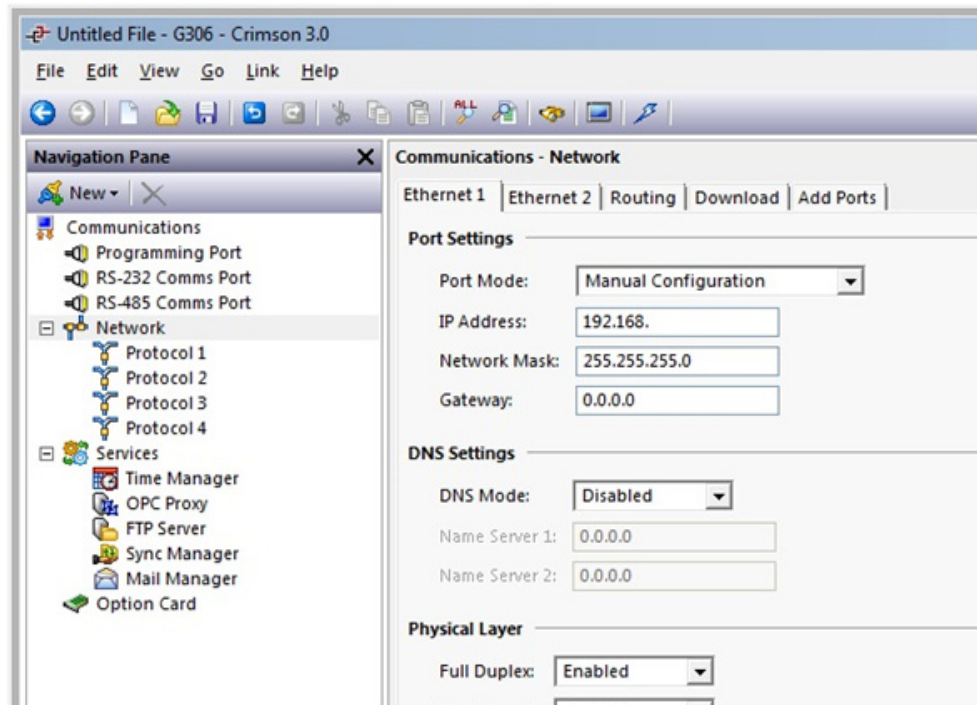 Untitled File - G306 - Crimson 3.0
File Edit View Go Link Help
ALL
Navigation Pane
New
Communications
Programming Port
RS-232 Comms Port
RS-485 Comms Port
Network
Protocol 1
Protocol 2
Protocol 3
Protocol 4
Services
Time Manager
OPC Proxy
FTP Server
Sync Manager
Mail Manager
Option Card
Communications - Network
Ethernet 1 Ethernet 2 Routing Download Add Ports
Port Settings
Port Mode: Manual Configuration
IP Address: 192.168.
Network Mask: 255.255.255.0
Gateway: 0.0.0.0
DNS Settings
DNS Mode: Disabled
Name Server 1: 0.0.0.0
Name Server 2: 0.0.0.0
Physical Layer
Full Duplex: Enabled